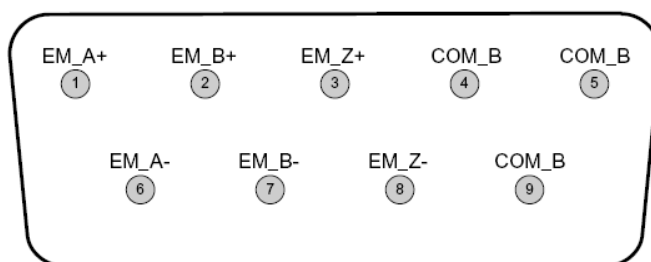 EM_A+ EM_B+ EM_Z+ COM_B COM_B
1 2 3 4 5
EM_A- EM_B- EM_Z- COM_B
6 7 8 9